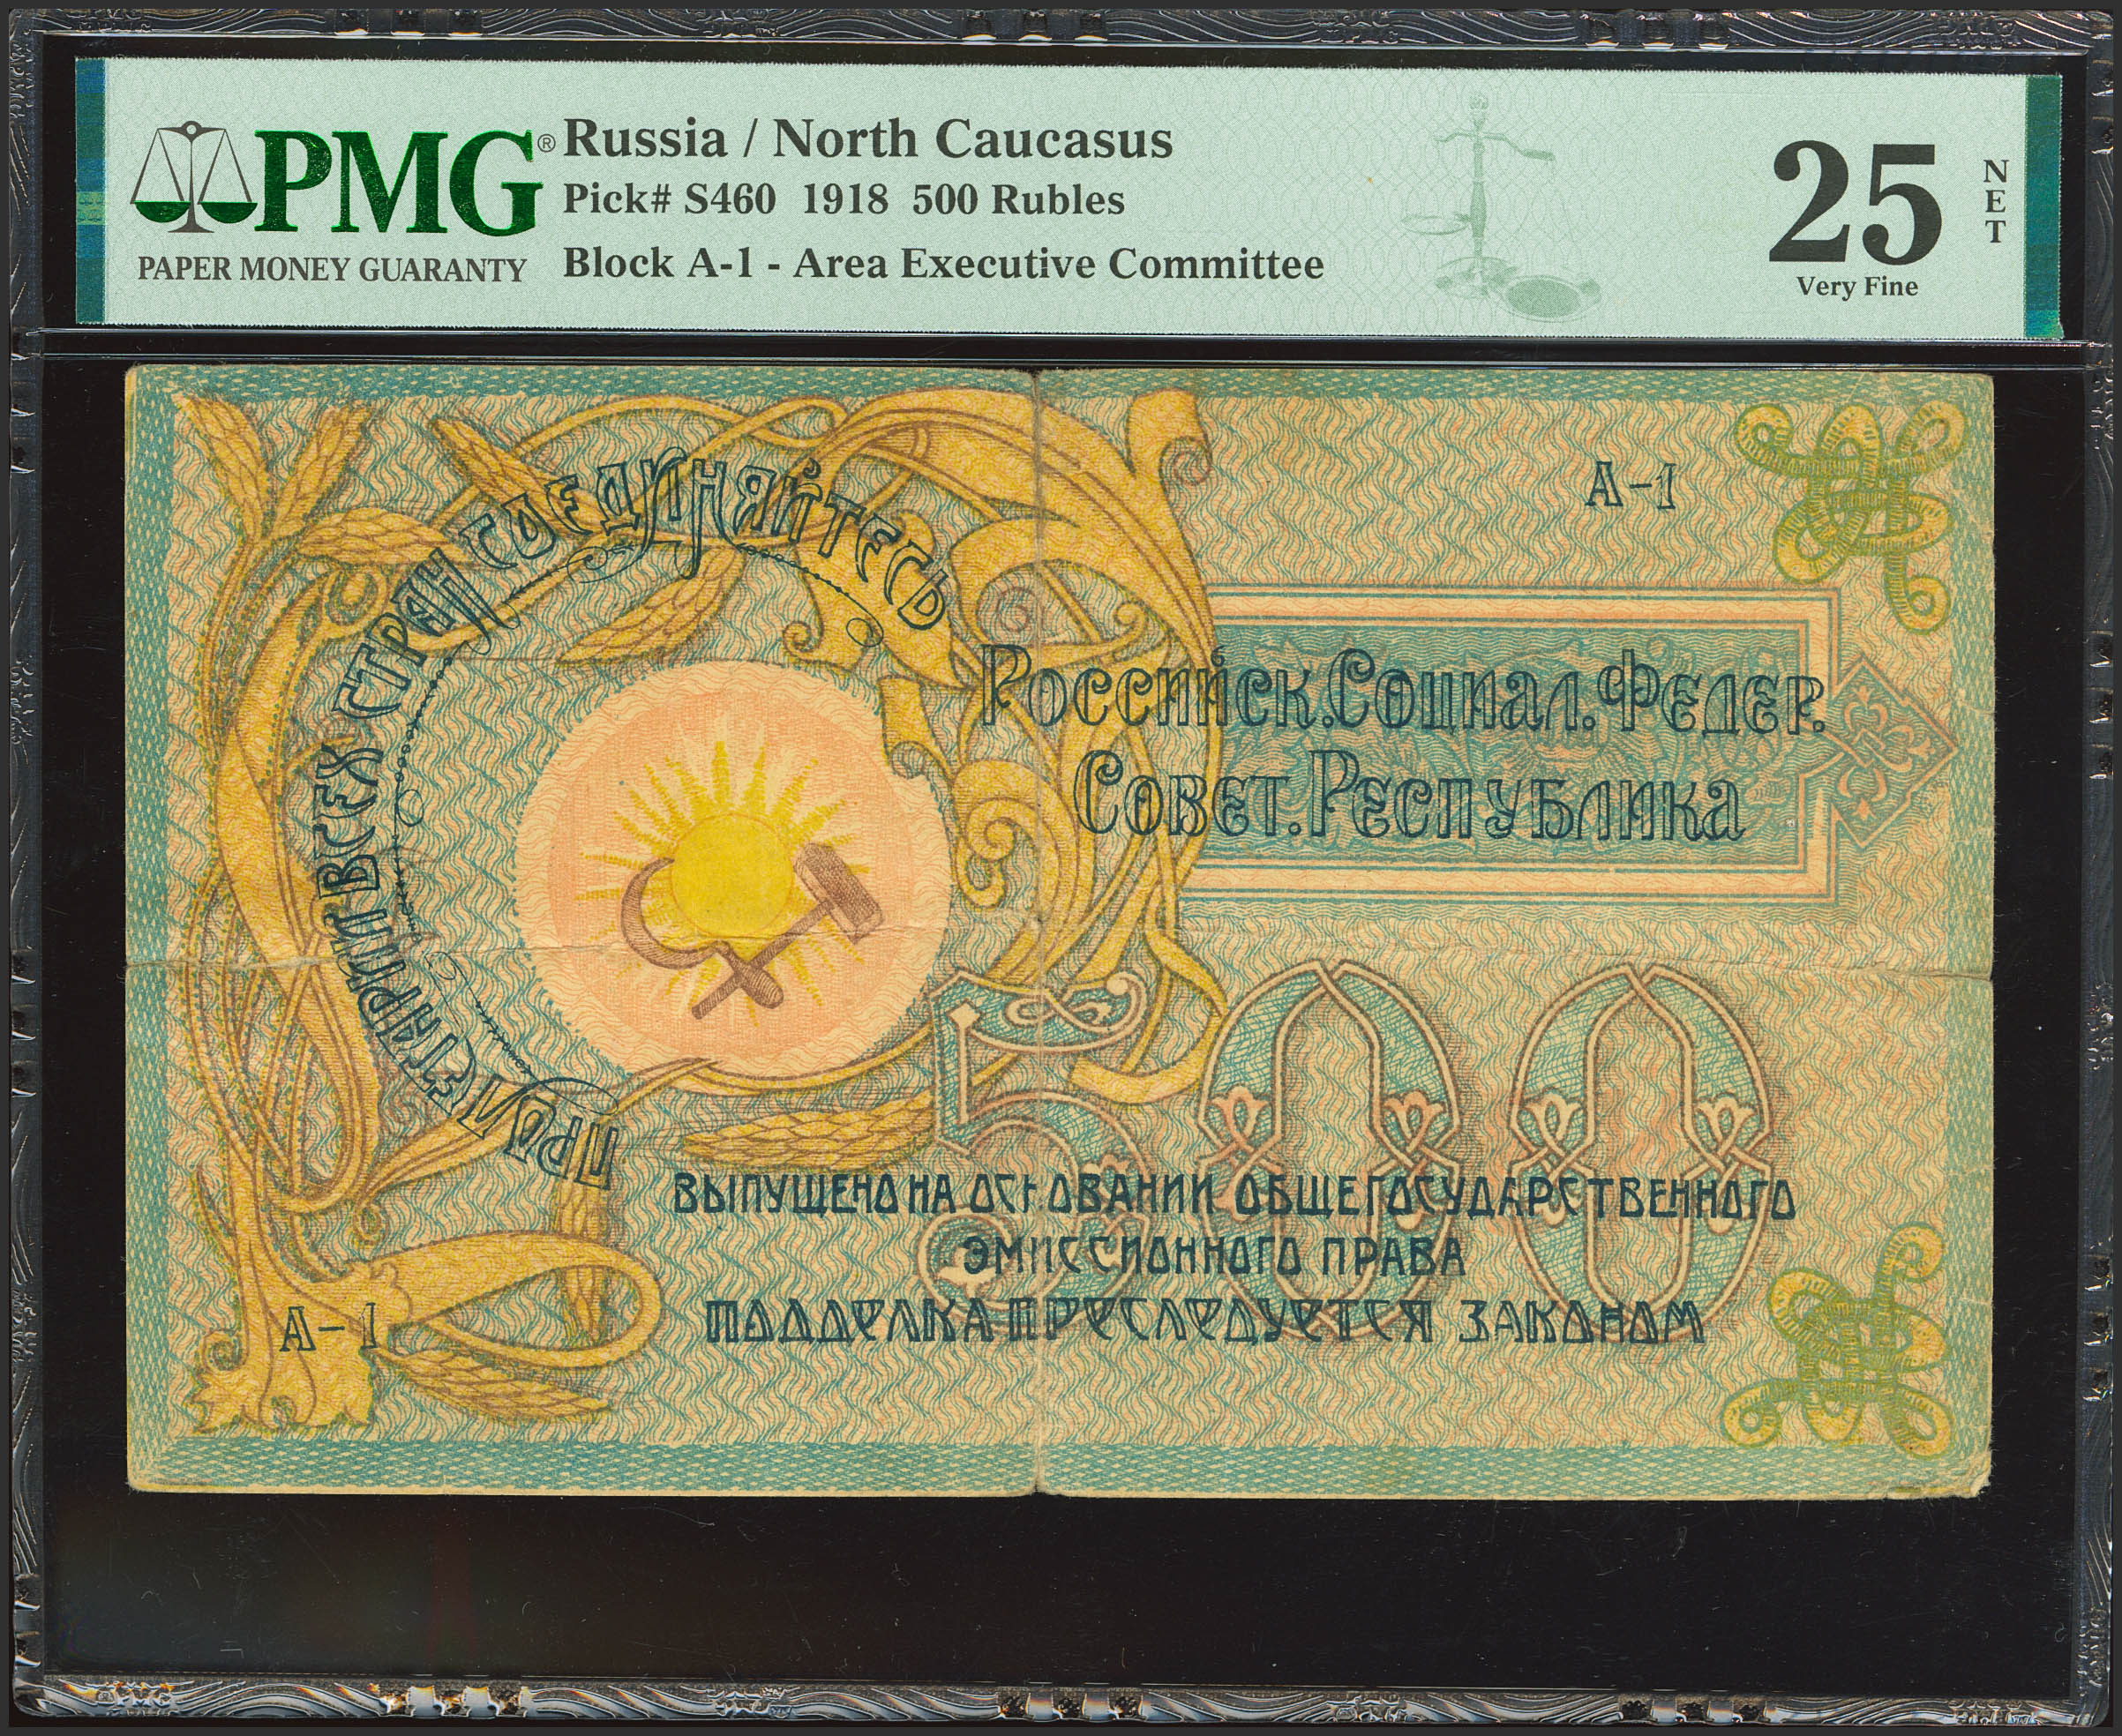 PMG®
PAPER MONEY GUARANTY
Russia / North Caucasus
Pick# S460 1918 500 Rubles
Block A-1 - Area Executive Committee
25
Very Fine
NET
ПРОЛЕТАРИИ ВСЕХ СТРАН СОЕДИНЯЙТЕСЬ
А-1
Российск. Социал. Федер.
Совет. Республика
500
ВЫПУЩЕНО НА ОСНОВАНИИ ОБЩЕГОСУДАРСТВЕННОГО
ЭМИССИОННОГО ПРАВА
ПОДДЕЛКА ПРЕСЛЕДУЕТСЯ ЗАКОНОМ
А-1